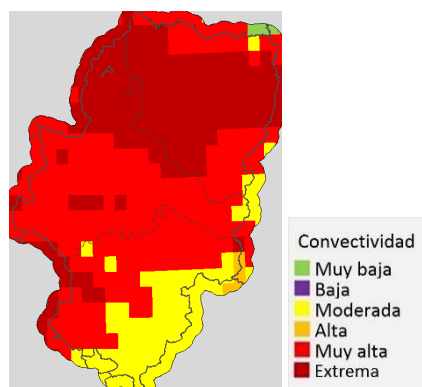 Convectividad
Muy baja
Baja
Moderada
Alta
Muy alta
Extrema